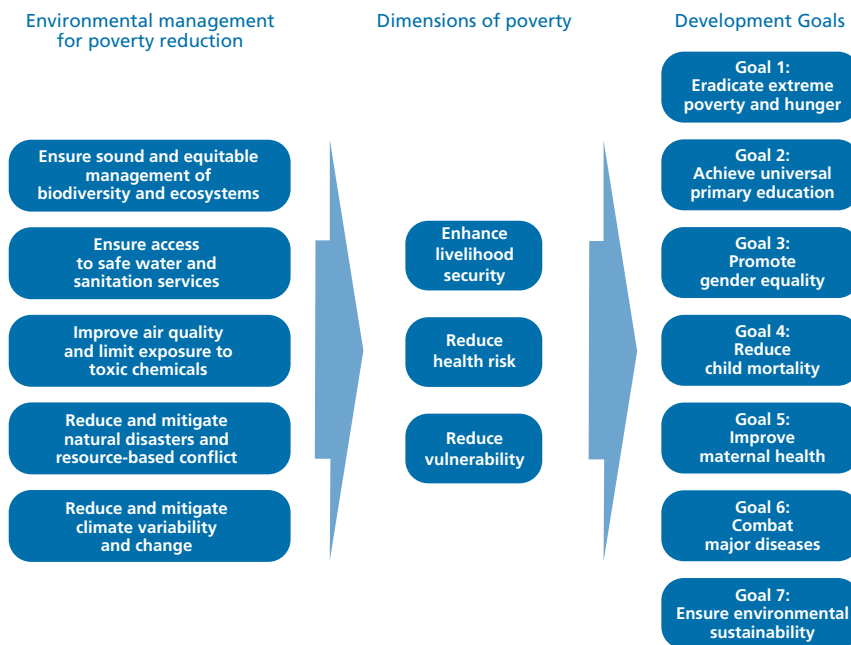 Environmental management
for poverty reduction
Dimensions of poverty
Development Goals
Ensure sound and equitable
management of
biodiversity and ecosystems
Ensure access
to safe water and
sanitation services
Improve air quality
and limit exposure to
toxic chemicals
Reduce and mitigate
natural disasters and
resource-based conflict
Reduce and mitigate
climate variability
and change
Enhance
livelihood
security
Reduce
health risk
Reduce
vulnerability
Goal 1:
Eradicate extreme
poverty and hunger
Goal 2:
Achieve universal
primary education
Goal 3:
Promote
gender equality
Goal 4:
Reduce
child mortality
Goal 5:
Improve
maternal health
Goal 6:
Combat
major diseases
Goal 7:
Ensure environmental
sustainability